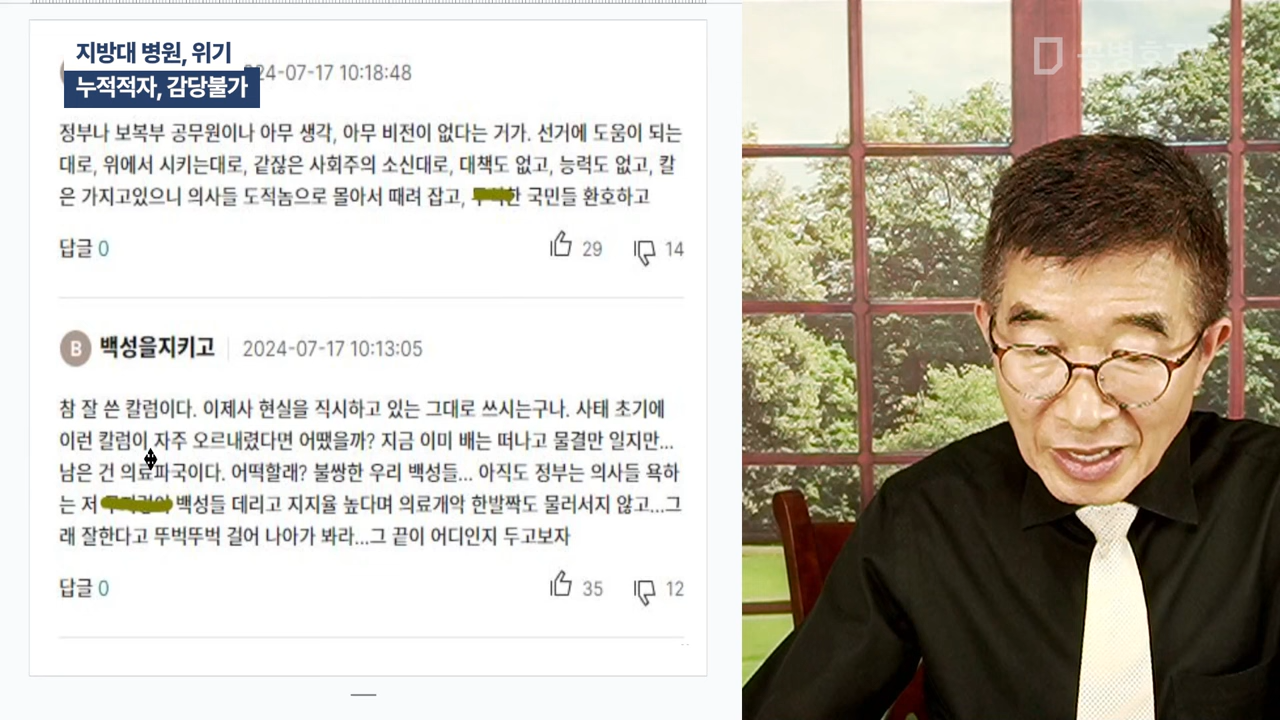 지방대 병원, 위기
누적적자, 감당불가
24-07-17 10:18:48
정부나 보복부 공무원이나 아무 생각, 아무 비전이 없다는 거가. 선거에 도움이 되는
대로, 위에서 시키는대로, 같잖은 사회주의 소신대로, 대책도 없고, 능력도 없고, 칼
은 가지고있으니 의사들 도적놈으로 몰아서 때려 잡고, 한 국민들 환호하고
답글 0
29
14
B 백성을지키고 2024-07-17 10:13:05
참 잘 쓴 칼럼이다. 이제사 현실을 직시하고 있는 그대로 쓰시는구나. 사태 초기에
이런 칼럼이 자주 오르내렸다면 어땠을까? 지금 이미 배는 떠나고 물결만 일지만...
남은 건 의료파국이다. 어떡할래? 불쌍한 우리 백성들... 아직도 정부는 의사들 욕하
는 저 백성들 데리고 지지율 높다며 의료개악 한발짝도 물러서지 않고...그
래 잘한다고 뚜벅뚜벅 걸어 나아가 봐라...그 끝이 어디인지 두고보자
답글 0
35
12